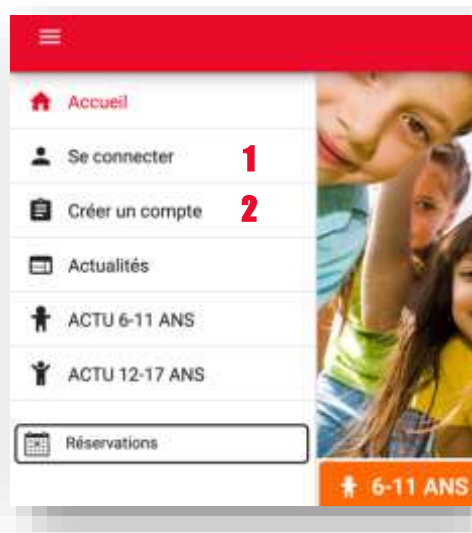 Accueil
Se connecter 1
Créer un compte 2
Actualités
ACTU 6-11 ANS
ACTU 12-17 ANS
Réservations
6-11 ANS